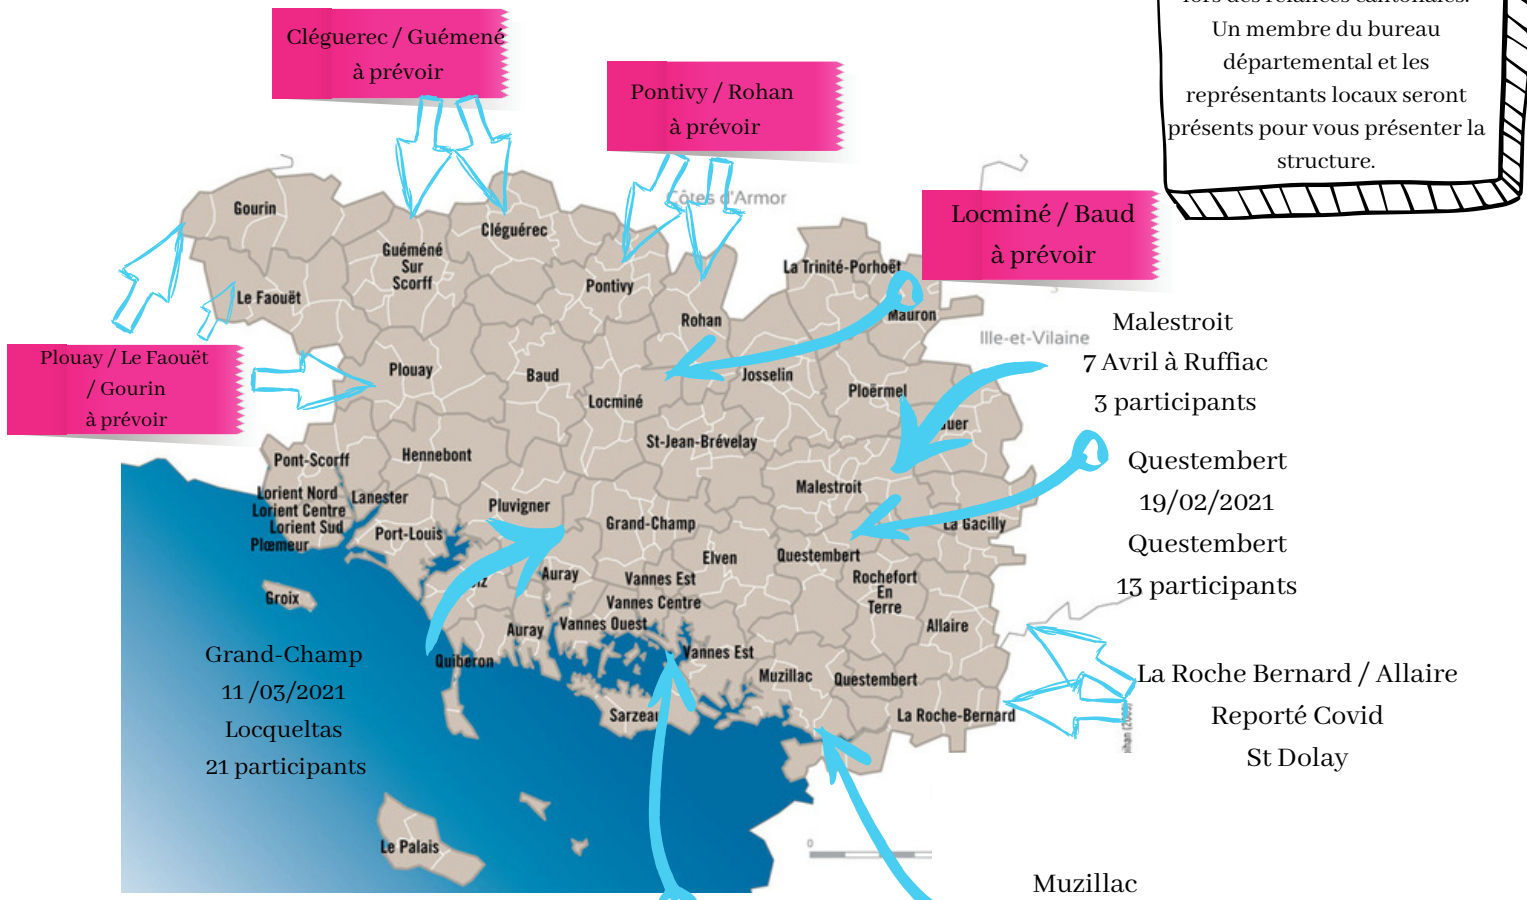 Cléguerec / Guémené
à prévoir
Pontivy / Rohan
à prévoir
Un membre du bureau
départemental et les
représentants locaux seront
présents pour vous présenter la
structure.
Côtes d'Armor
Locminé / Baud
à prévoir
Gourin
Cléguérec
Guéméné
Sur
Scorff
La Trinité-Porhoët
Pontivy
Le Faouët
Rohan
Mauron
Ille-et-Vilaine
Malestroit
7 Avril à Ruffiac
3 participants
Plouay / Le Faouët
/ Gourin
à prévoir
Plouay
Baud
Josselin
Ploërmel
Locminé
St-Jean-Brévelay
Hennebont
Pont-Scorff
Questembert
19/02/2021
Questembert
13 participants
Malestroit
Lorient Nord
Lanester
Lorient Centre
Lorient Sud
Plœmeur
Port-Louis
Pluvigner
Grand-Champ
La Gacilly
Elven
Questembert
Auray
Vannes Est
Rochefort
En
Terre
Groix
Vannes Centre
Vannes Ouest
Auray
Allaire
Vannes Est
Quiberon
Grand-Champ
11 /03/2021
Locqueltas
21 participants
Muzillac
Questembert
La Roche Bernard / Allaire
Reporté Covid
St Dolay
Sarzeau
La Roche-Bernard
Le Palais
0
Muzillac